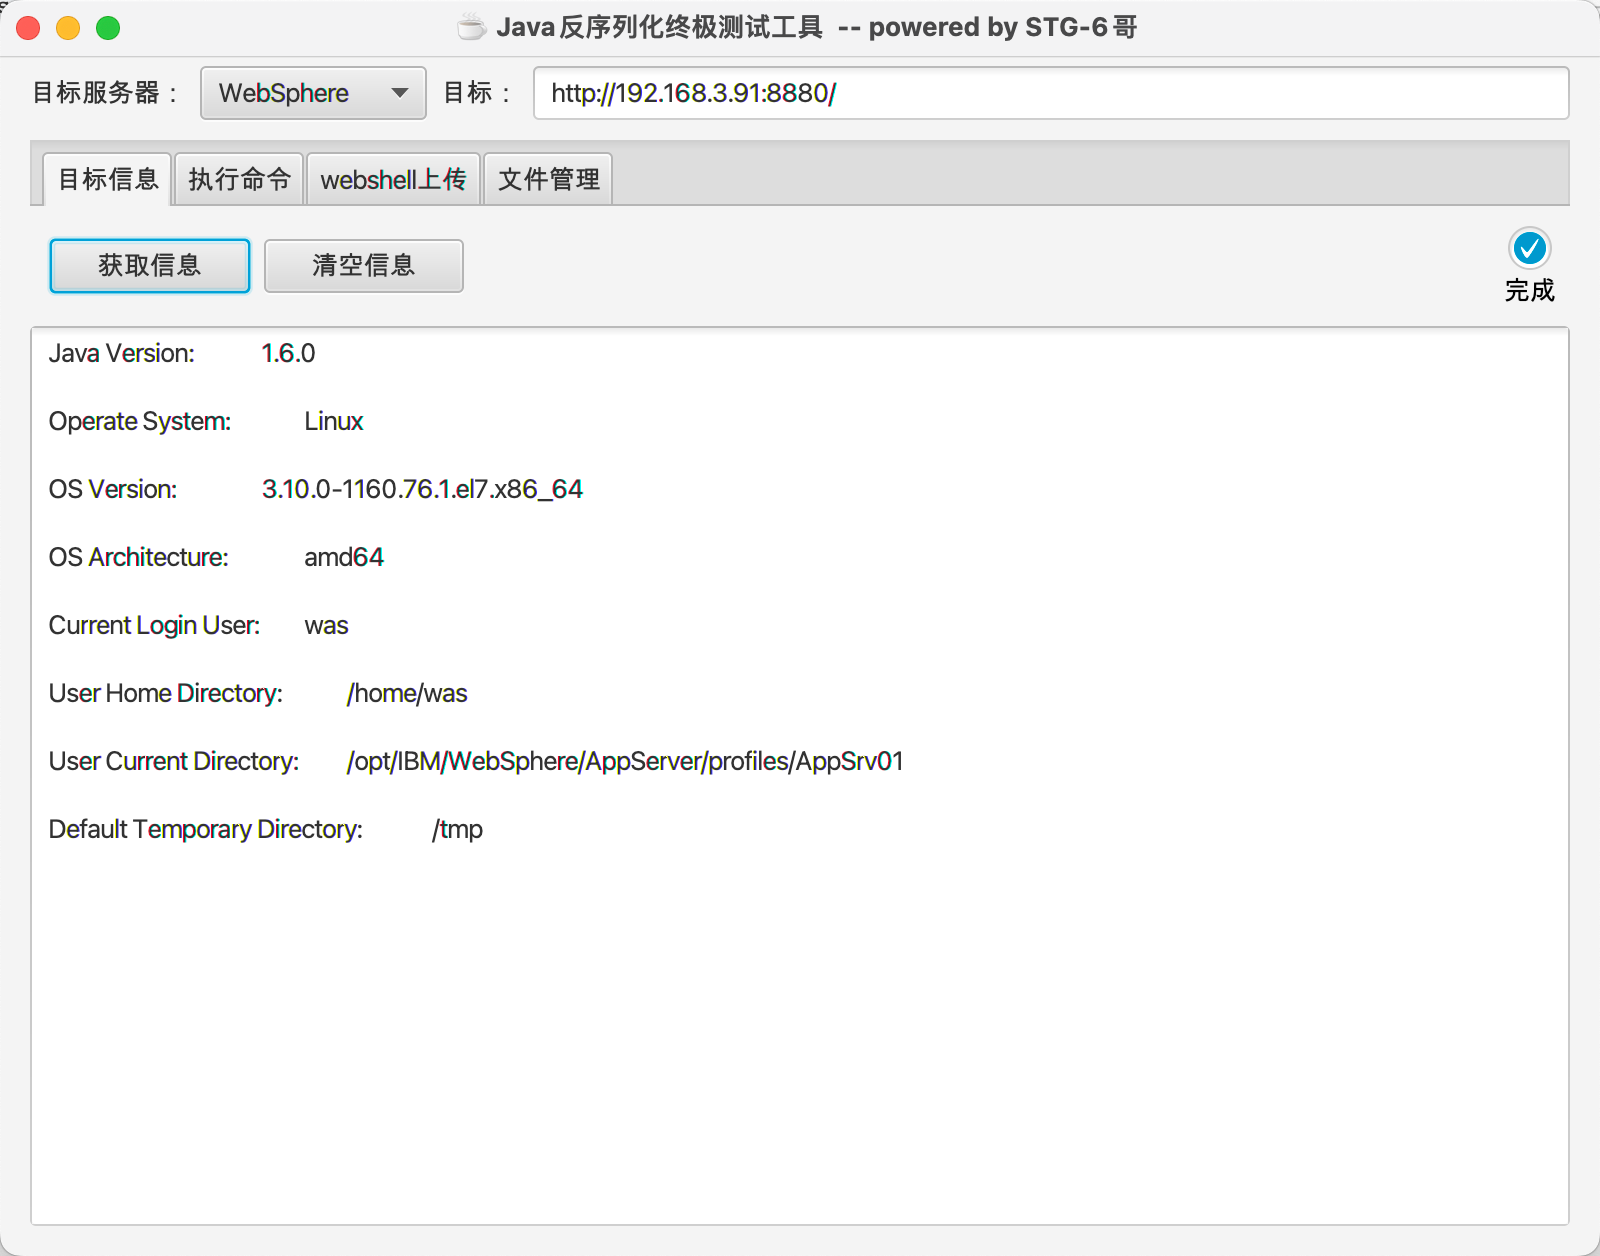 Java反序列化终极测试工具 -- powered by STG-6哥
目标服务器： WebSphere 目标： http://192.168.3.91:8880/
目标信息 执行命令 webshell上传 文件管理
获取信息 清空信息
完成
Java Version: 1.6.0
Operate System: Linux
OS Version: 3.10.0-1160.76.1.el7.x86_64
OS Architecture: amd64
Current Login User: was
User Home Directory: /home/was
User Current Directory: /opt/IBM/WebSphere/AppServer/profiles/AppSrv01
Default Temporary Directory: /tmp